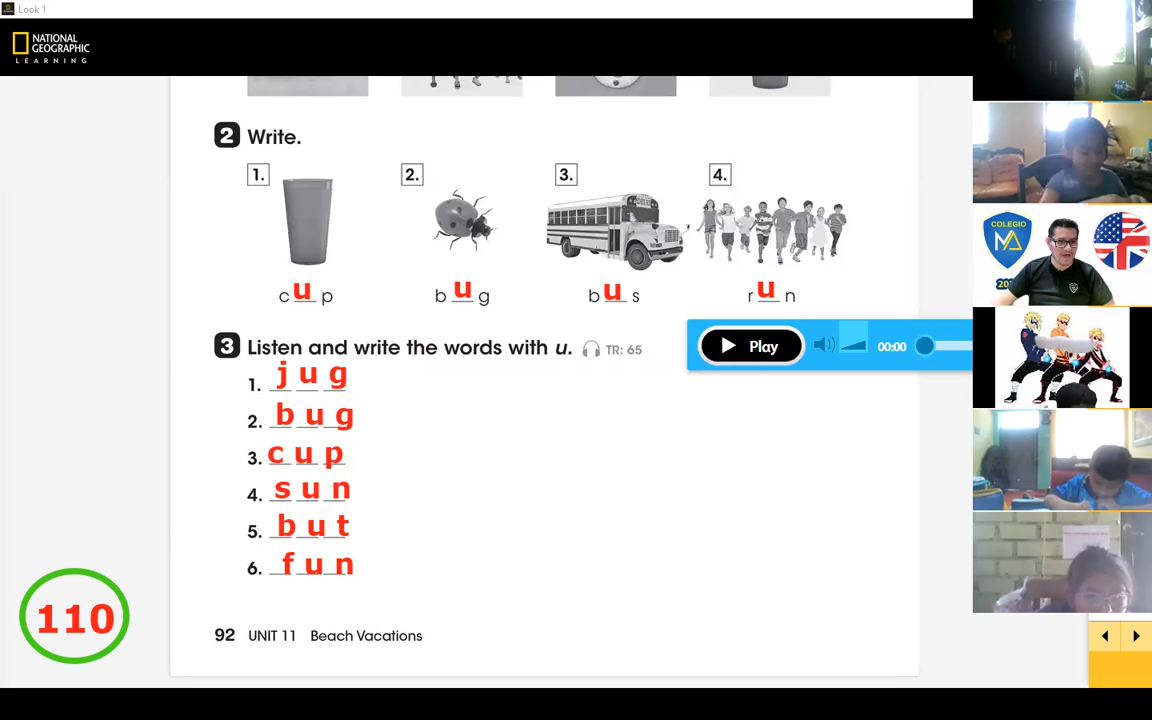 Look 1
NATIONAL
GEOGRAPHIC
LEARNING
2 Write.
1. 2. 3. 4.
c u p b u g b u s r u n
3 Listen and write the words with u. TR: 65
Play 00:00
1. j u g
2. b u g
3. c u p
4. s u n
5. b u t
6. f u n
110
92 UNIT 11 Beach Vacations
COLEGIO
MA